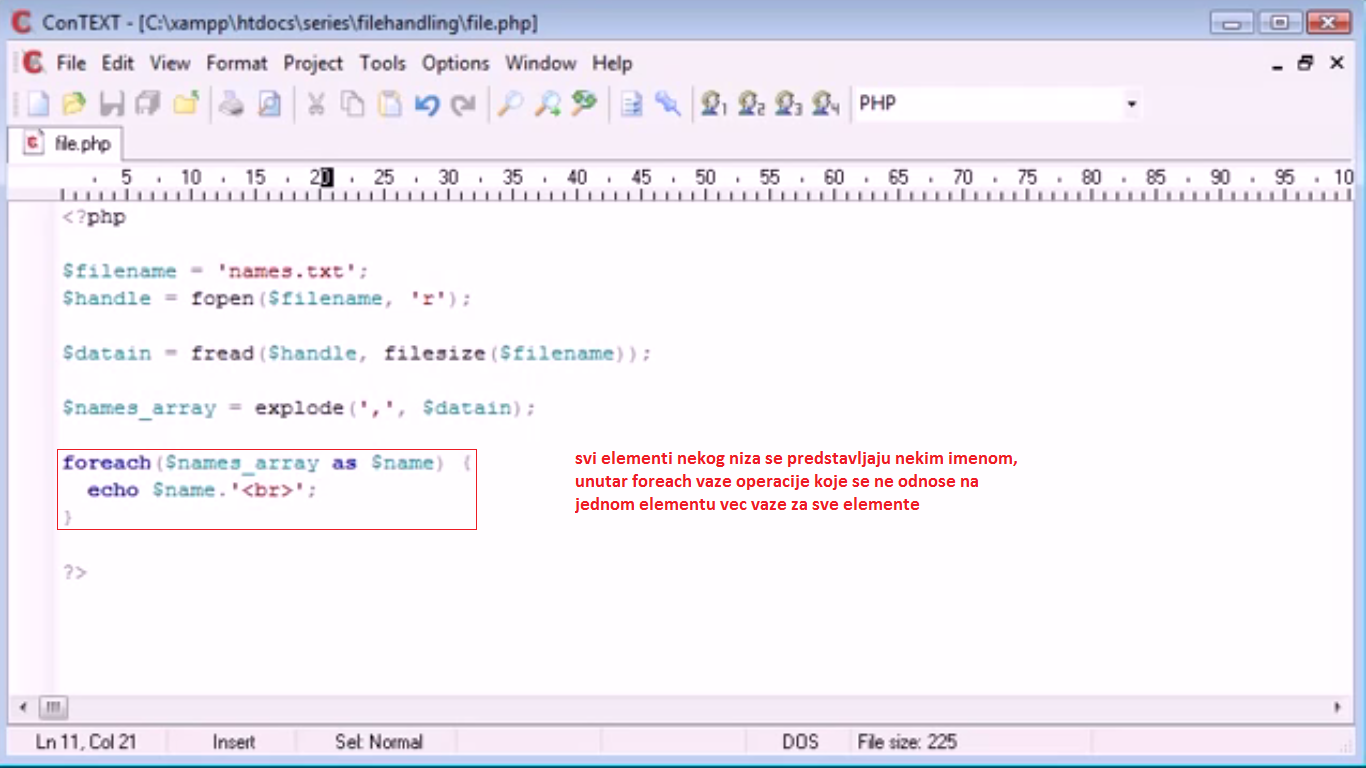 ConTEXT - [C:\xampp\htdocs\series\filehandling\file.php]
File Edit View Format Project Tools Options Window Help
1 2 3 4 PHP
file.php
5 10 15 20 25 30 35 40 45 50 55 60 65 70 75 80 85 90 95 10
<?php
$filename = 'names.txt';
$handle = fopen($filename, 'r');
$datain = fread($handle, filesize($filename));
$names_array = explode(',', $datain);
foreach($names_array as $name) {
echo $name.'<br>';
}
svi elementi nekog niza se predstavljaju nekim imenom,
unutar foreach vaze operacije koje se ne odnose na
jednom elementu vec vaze za sve elemente
?>
Ln 11, Col 21 Insert Sel: Normal DOS File size: 225